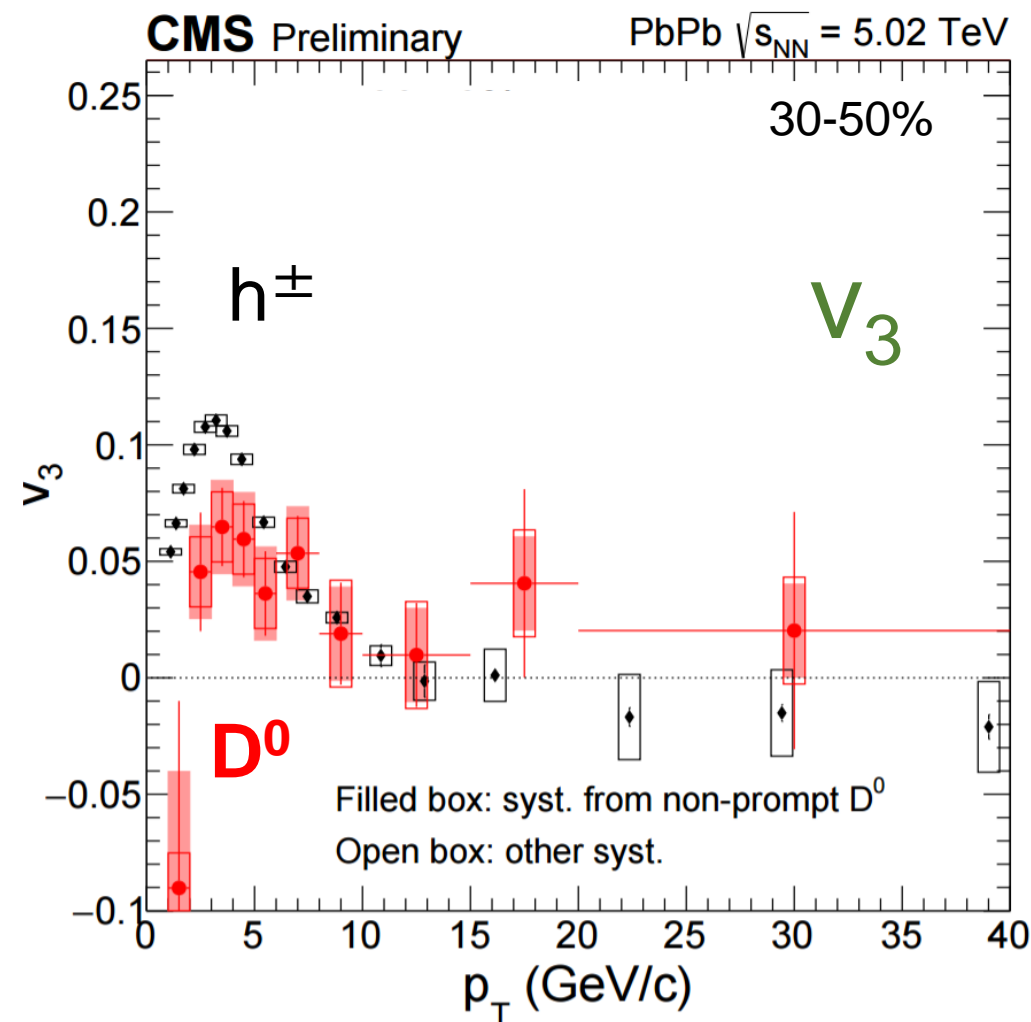 CMS Preliminary PbPb √s_NN = 5.02 TeV
30-50%
h±
v₃
D⁰
Filled box: syst. from non-prompt D⁰
Open box: other syst.
v₃
0.25
0.2
0.15
0.1
0.05
0
−0.05
−0.1
0 5 10 15 20 25 30 35 40
p_T (GeV/c)